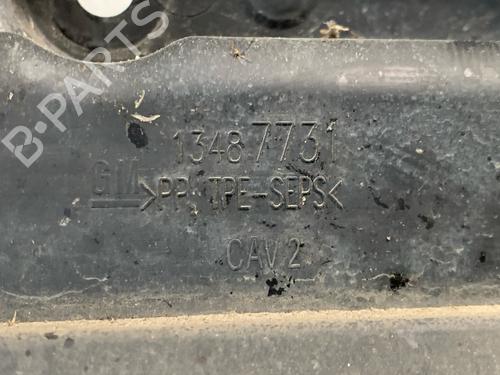 B-PARTS
13487731
GM
>PP, TPE-SEPS<
CAV 2